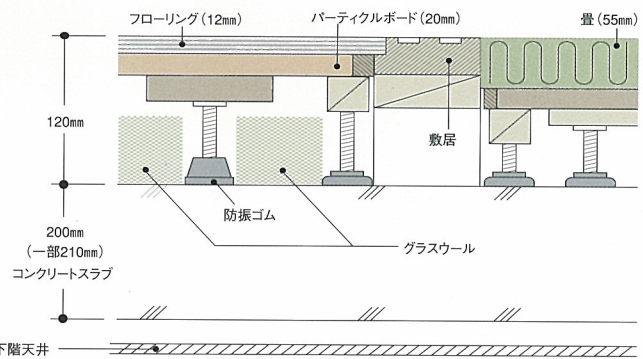 フローリング（12mm）
パーティクルボード（20mm）
畳（55mm）
120mm
敷居
防振ゴム
グラスウール
200mm
（一部210mm）
コンクリートスラブ
下階天井